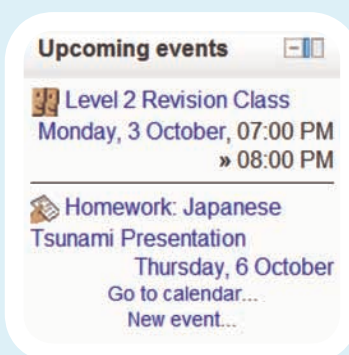 Upcoming events
Level 2 Revision Class
Monday, 3 October, 07:00 PM
» 08:00 PM
Homework: Japanese
Tsunami Presentation
Thursday, 6 October
Go to calendar...
New event...